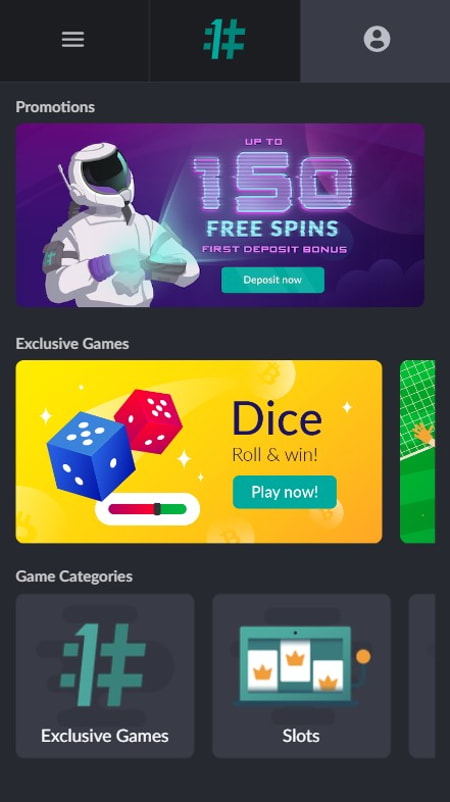 Promotions
UP TO
150
FREE SPINS
FIRST DEPOSIT BONUS
Deposit now
Exclusive Games
Dice
Roll & win!
Play now!
Game Categories
Exclusive Games
Slots